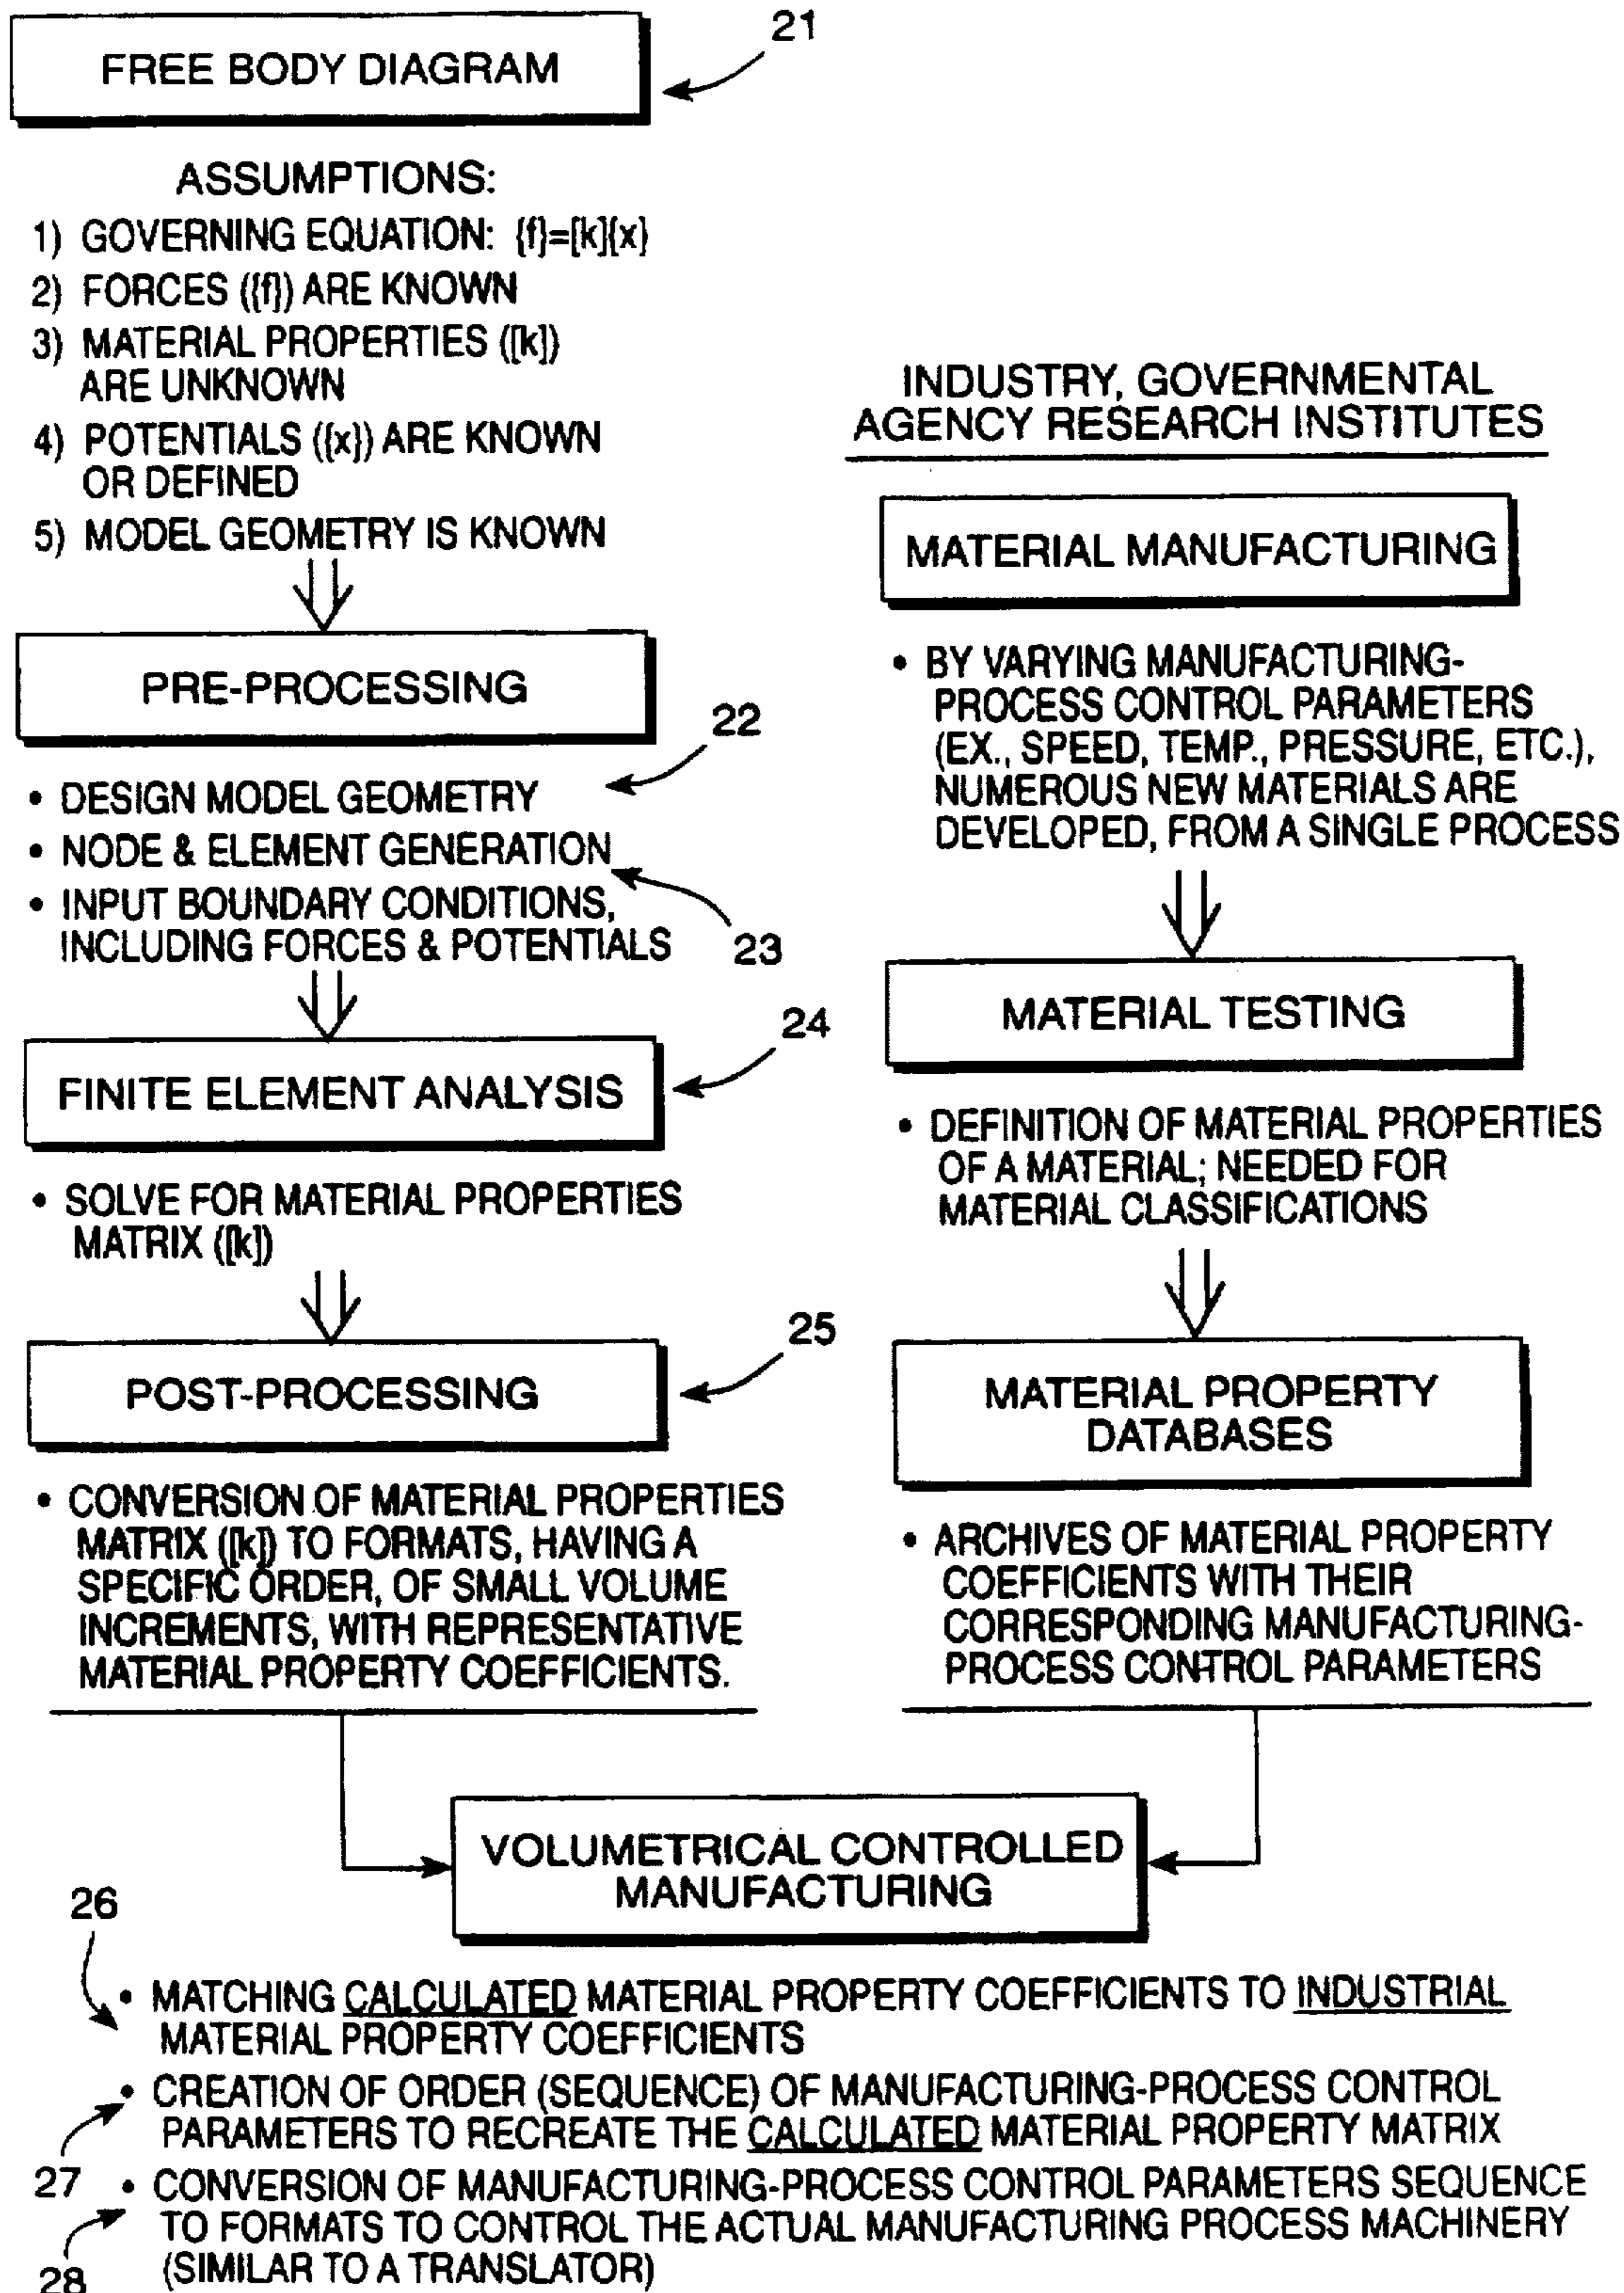 21
FREE BODY DIAGRAM
ASSUMPTIONS:
1) GOVERNING EQUATION: {f}=[k]{x}
2) FORCES ({f}) ARE KNOWN
3) MATERIAL PROPERTIES ([k])
ARE UNKNOWN
4) POTENTIALS ({x}) ARE KNOWN
OR DEFINED
5) MODEL GEOMETRY IS KNOWN
PRE-PROCESSING
22
• DESIGN MODEL GEOMETRY
• NODE & ELEMENT GENERATION
• INPUT BOUNDARY CONDITIONS,
INCLUDING FORCES & POTENTIALS
23
24
FINITE ELEMENT ANALYSIS
• SOLVE FOR MATERIAL PROPERTIES
MATRIX ([k])
25
POST-PROCESSING
• CONVERSION OF MATERIAL PROPERTIES
MATRIX ([k]) TO FORMATS, HAVING A
SPECIFIC ORDER, OF SMALL VOLUME
INCREMENTS, WITH REPRESENTATIVE
MATERIAL PROPERTY COEFFICIENTS.
INDUSTRY, GOVERNMENTAL
AGENCY RESEARCH INSTITUTES
MATERIAL MANUFACTURING
• BY VARYING MANUFACTURING-
PROCESS CONTROL PARAMETERS
(EX., SPEED, TEMP., PRESSURE, ETC.),
NUMEROUS NEW MATERIALS ARE
DEVELOPED, FROM A SINGLE PROCESS
MATERIAL TESTING
• DEFINITION OF MATERIAL PROPERTIES
OF A MATERIAL; NEEDED FOR
MATERIAL CLASSIFICATIONS
MATERIAL PROPERTY
DATABASES
• ARCHIVES OF MATERIAL PROPERTY
COEFFICIENTS WITH THEIR
CORRESPONDING MANUFACTURING-
PROCESS CONTROL PARAMETERS
VOLUMETRICAL CONTROLLED
MANUFACTURING
26
• MATCHING CALCULATED MATERIAL PROPERTY COEFFICIENTS TO INDUSTRIAL
MATERIAL PROPERTY COEFFICIENTS
• CREATION OF ORDER (SEQUENCE) OF MANUFACTURING-PROCESS CONTROL
PARAMETERS TO RECREATE THE CALCULATED MATERIAL PROPERTY MATRIX
27
• CONVERSION OF MANUFACTURING-PROCESS CONTROL PARAMETERS SEQUENCE
TO FORMATS TO CONTROL THE ACTUAL MANUFACTURING PROCESS MACHINERY
(SIMILAR TO A TRANSLATOR)
28